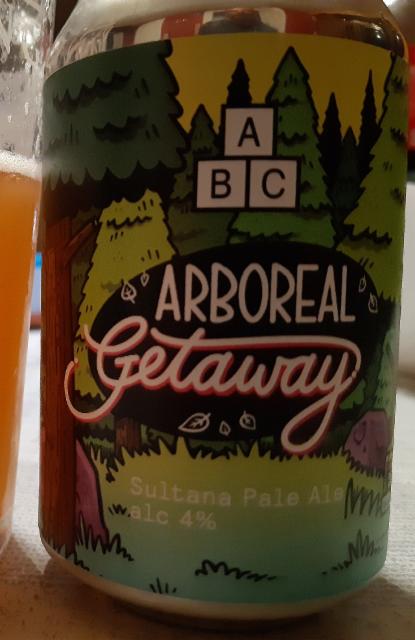 A
B C
ARBOREAL
Getaway
Sultana Pale Ale
alc 4%